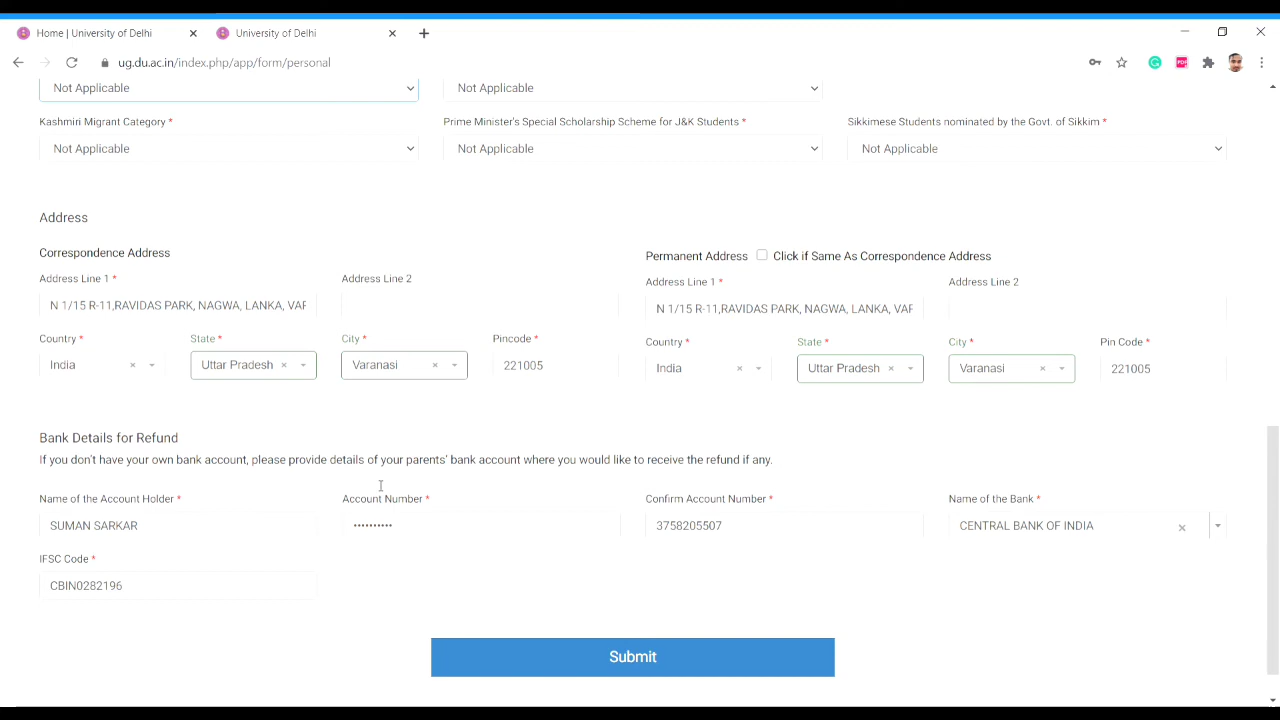 Home | University of Delhi
University of Delhi
ug.du.ac.in/index.php/app/form/personal
Not Applicable Not Applicable
Kashmiri Migrant Category * Prime Minister's Special Scholarship Scheme for J&K Students * Sikkimese Students nominated by the Govt. of Sikkim *
Not Applicable Not Applicable Not Applicable
Address
Correspondence Address
Permanent Address Click if Same As Correspondence Address
Address Line 1 * Address Line 2
Address Line 1 * Address Line 2
N 1/15 R-11,RAVIDAS PARK, NAGWA, LANKA, VAR
N 1/15 R-11,RAVIDAS PARK, NAGWA, LANKA, VAR
Country * State * City * Pincode *
Country * State * City * Pin Code *
India × Uttar Pradesh × Varanasi × 221005
India × Uttar Pradesh × Varanasi × 221005
Bank Details for Refund
If you don't have your own bank account, please provide details of your parents' bank account where you would like to receive the refund if any.
Name of the Account Holder * Account Number * Confirm Account Number * Name of the Bank *
SUMAN SARKAR •••••••••• 3758205507 CENTRAL BANK OF INDIA ×
IFSC Code *
CBIN0282196
Submit